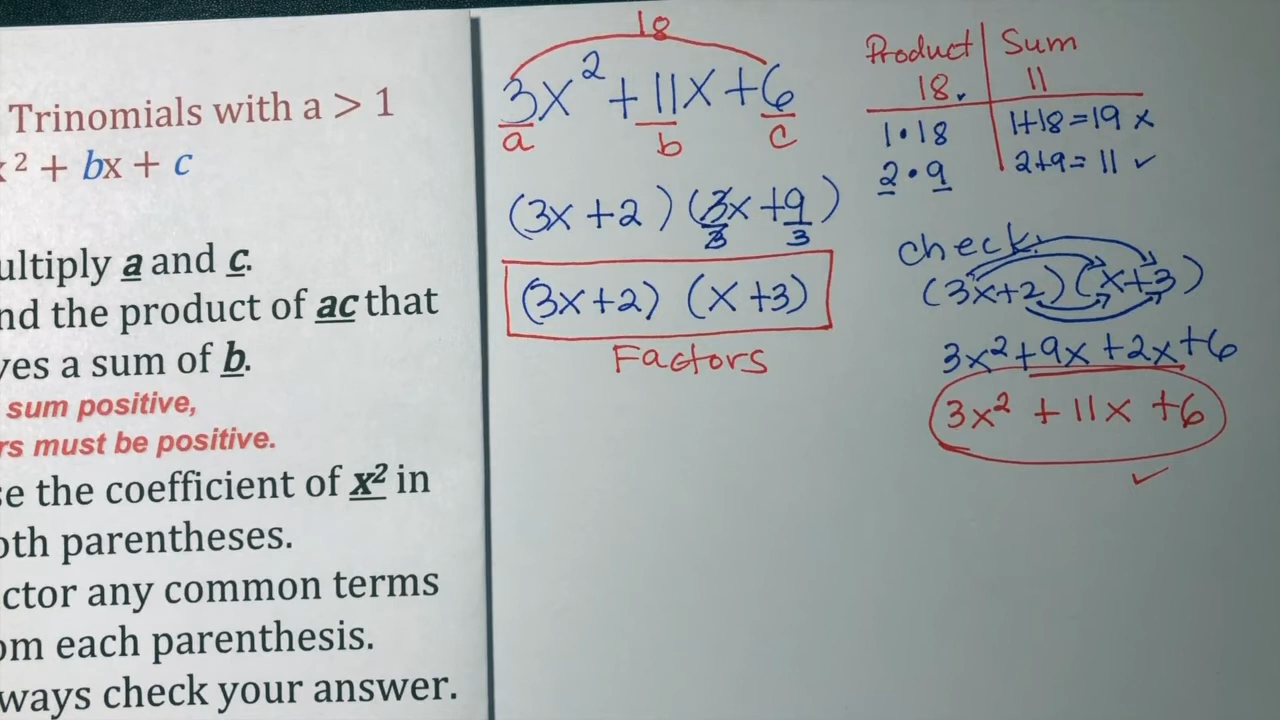 Trinomials with a > 1
x² + bx + c
ultiply a and c.
nd the product of ac that
ves a sum of b.
sum positive,
rs must be positive.
se the coefficient of x² in
oth parentheses.
ctor any common terms
om each parenthesis.
ways check your answer.
18
3x² + 11x + 6
a b c
(3x + 2) (3x + 9)
3 3
(3x+2) (x+3)
Factors
Product | Sum
18 | 11
1·18 | 1+18=19 x
2·9 | 2+9=11 ✓
check:
(3x+2)(x+3)
3x²+9x+2x+6
3x² + 11x + 6
✓